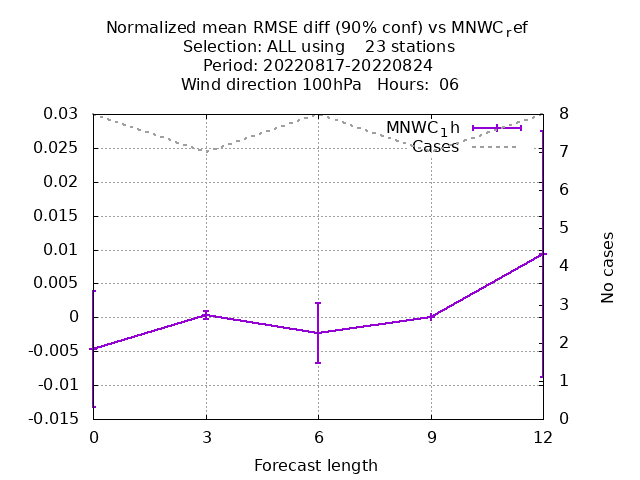 Normalized mean RMSE diff (90% conf) vs MNWC_ref
Selection: ALL using    23 stations
Period: 20220817-20220824
Wind direction 100hPa   Hours:  06
0.03
0.025
0.02
0.015
0.01
0.005
0
-0.005
-0.01
-0.015
8
7
6
5
4
3
2
1
0
No cases
MNWC_1h
Cases
0 3 6 9 12
Forecast length